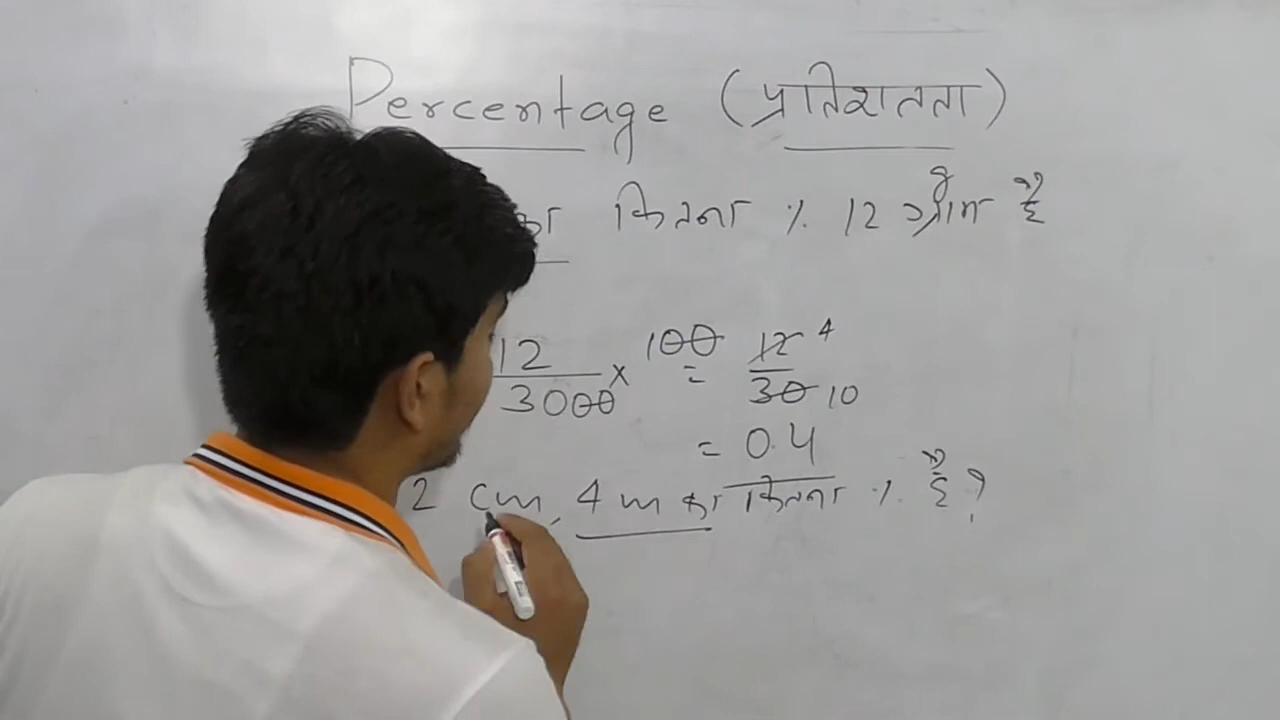 Percentage (प्रतिशतता)
का कितना % 12 ग्राम है
12/3000 × 100 = 12/30 4 10
= 0.4
2 cm, 4 m का कितना % है ?